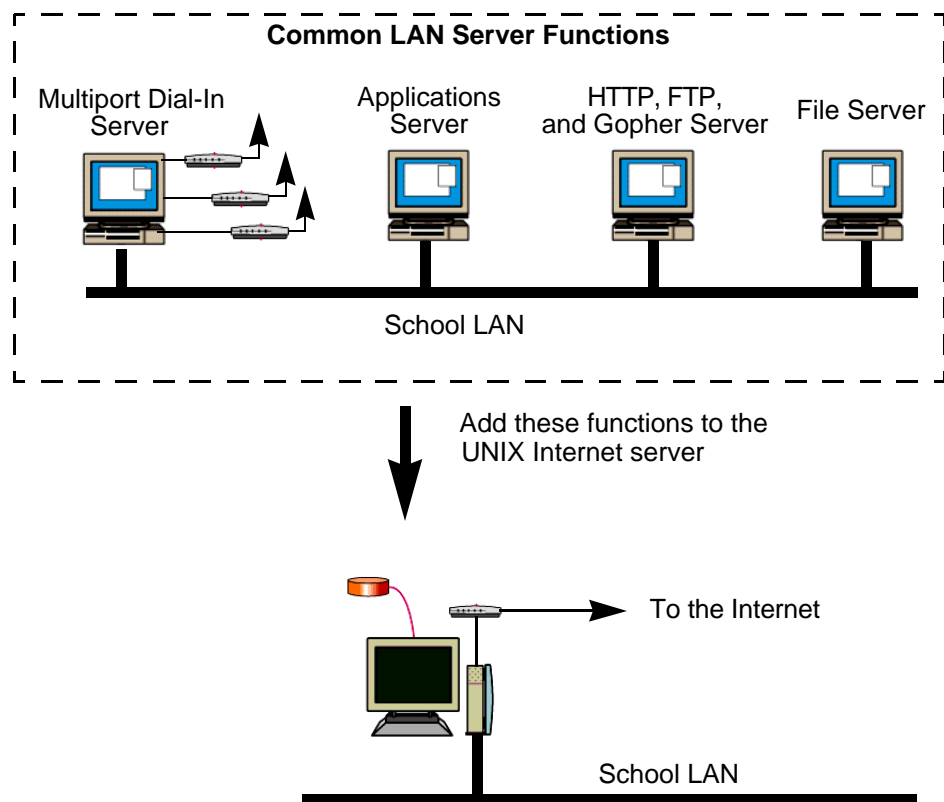 Common LAN Server Functions
Multiport Dial-In
Server
Applications
Server
HTTP, FTP,
and Gopher Server
File Server
School LAN
Add these functions to the
UNIX Internet server
To the Internet
School LAN